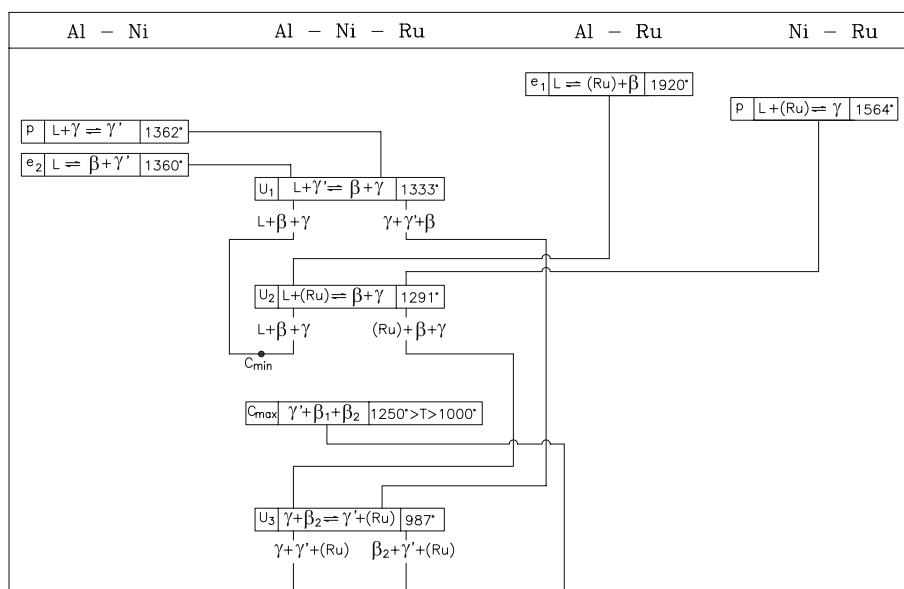 Al – Ni
Al – Ni – Ru
Al – Ru
Ni – Ru
e₁ L ⇌ (Ru)+β 1920°
p L+(Ru) ⇌ γ 1564°
p L+γ ⇌ γ' 1362°
e₂ L ⇌ β+γ' 1360°
U₁ L+γ' ⇌ β+γ 1333°
L+β+γ
γ+γ'+β
U₂ L+(Ru) ⇌ β+γ 1291°
L+β+γ
(Ru)+β+γ
Cmin
Cmax γ'+β₁+β₂ 1250°>T>1000°
U₃ γ+β₂ ⇌ γ'+(Ru) 987°
γ+γ'+(Ru)
β₂+γ'+(Ru)